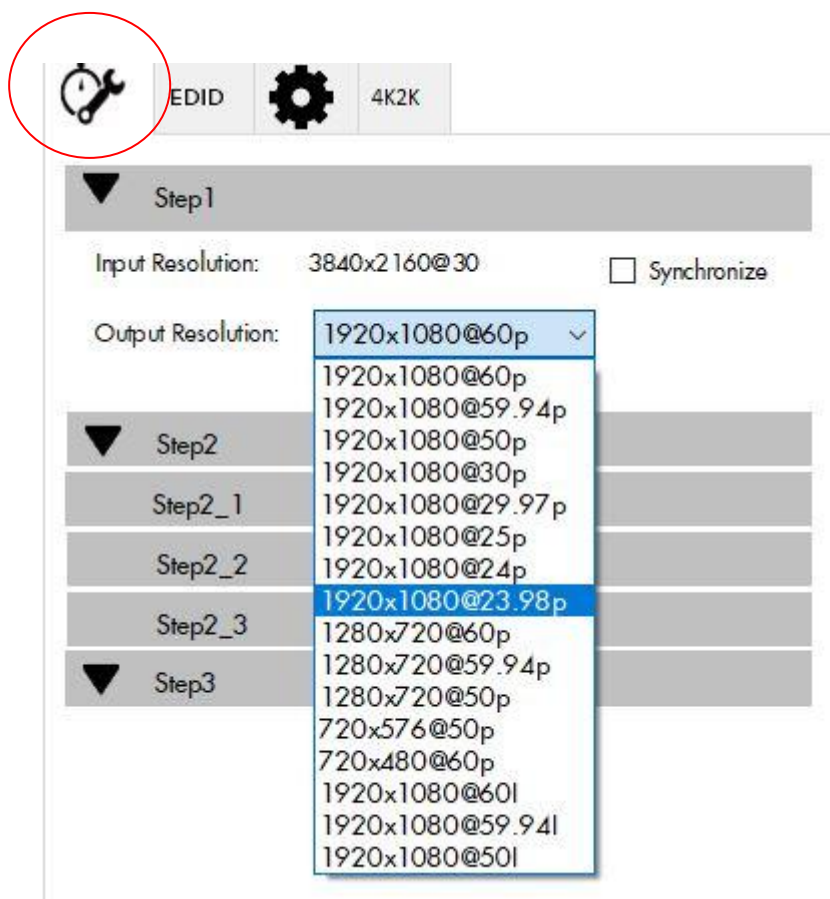 EDID
4K2K
Step1
Input Resolution: 3840x2160@30
Synchronize
Output Resolution: 1920x1080@60p
1920x1080@60p
1920x1080@59.94p
1920x1080@50p
1920x1080@30p
1920x1080@29.97p
1920x1080@25p
1920x1080@24p
1920x1080@23.98p
1280x720@60p
1280x720@59.94p
1280x720@50p
720x576@50p
720x480@60p
1920x1080@60I
1920x1080@59.94I
1920x1080@50I
Step2
Step2_1
Step2_2
Step2_3
Step3